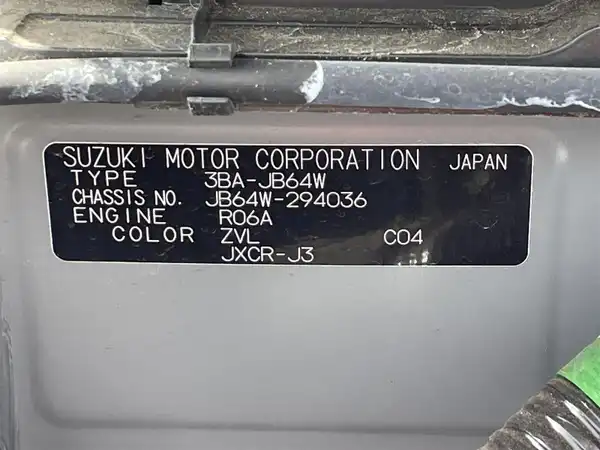 SUZUKI MOTOR CORPORATION JAPAN
TYPE 3BA-JB64W
CHASSIS NO. JB64W-294036
ENGINE R06A
COLOR ZVL C04
JXCR-J3